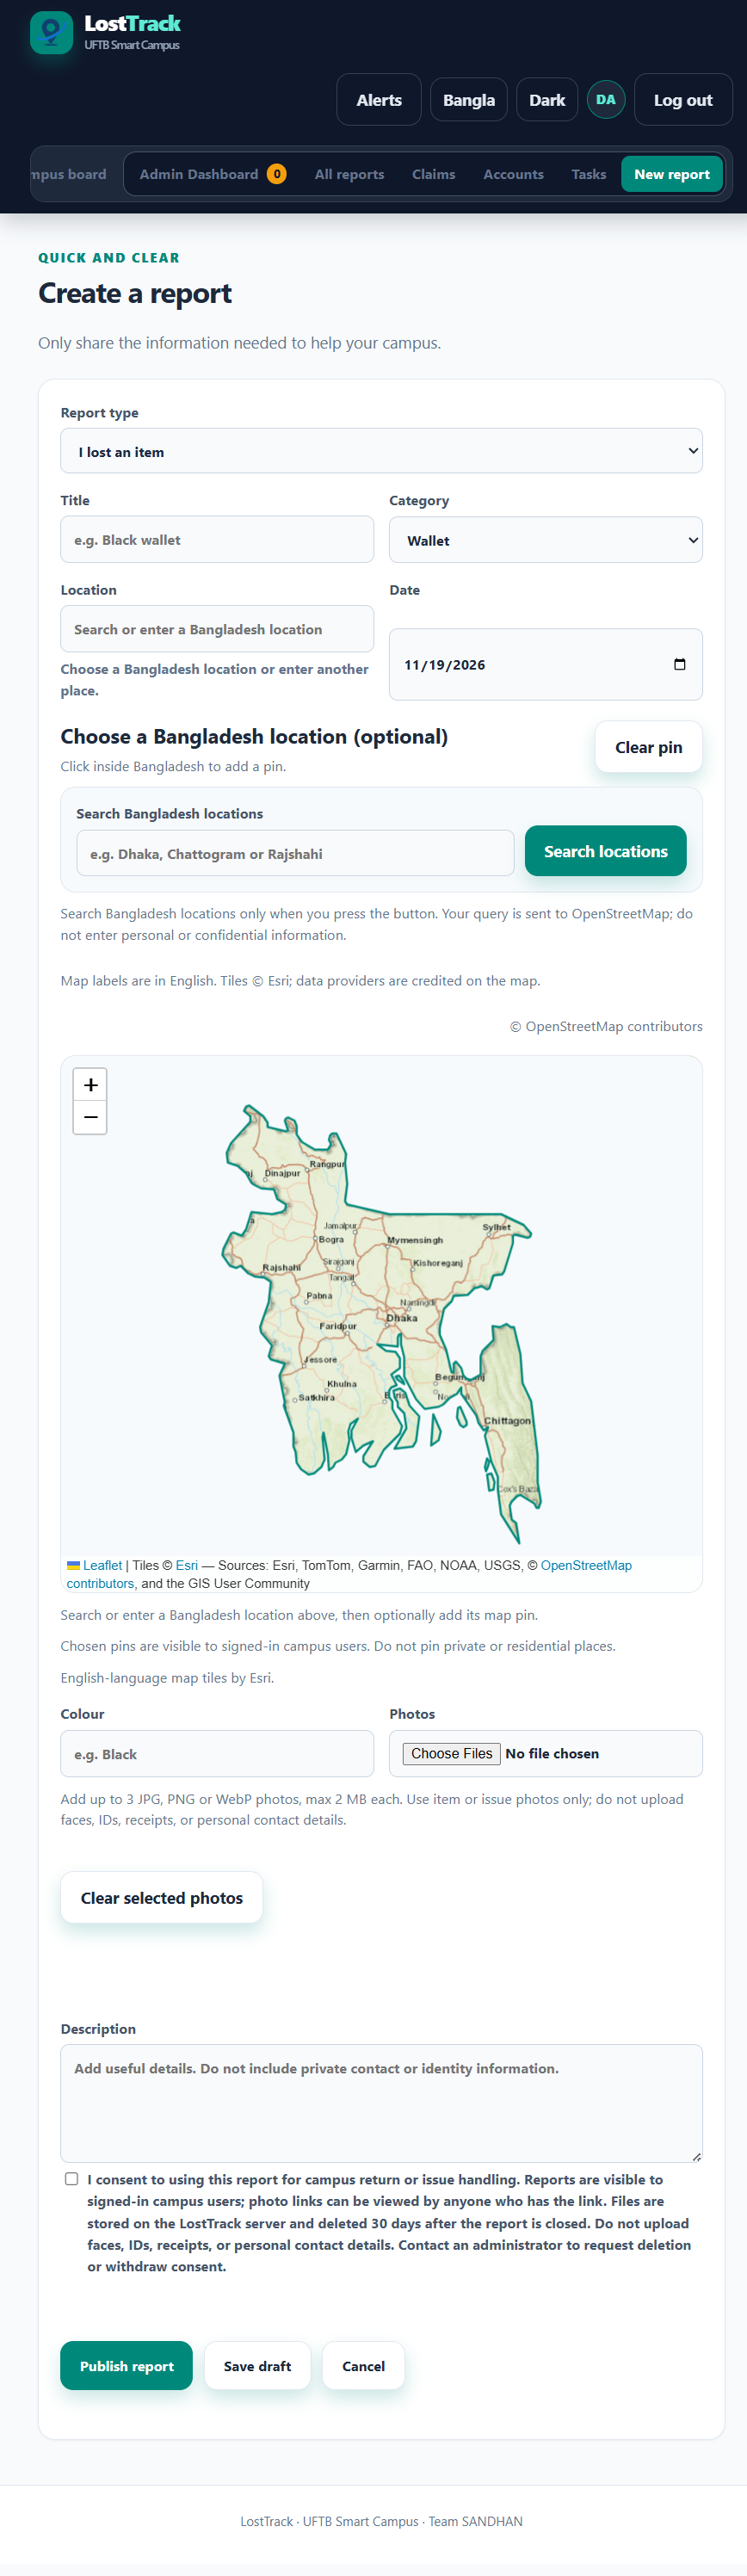 LostTrack
UFTB Smart Campus
Alerts
Bangla
Dark
DA
Log out
mpus board
Admin Dashboard 0
All reports
Claims
Accounts
Tasks
New report
QUICK AND CLEAR
Create a report
Only share the information needed to help your campus.
Report type
I lost an item
Title
e.g. Black wallet
Category
Wallet
Location
Search or enter a Bangladesh location
Choose a Bangladesh location or enter another
place.
Date
11/19/2026
Choose a Bangladesh location (optional)
Click inside Bangladesh to add a pin.
Clear pin
Search Bangladesh locations
e.g. Dhaka, Chattogram or Rajshahi
Search locations
Search Bangladesh locations only when you press the button. Your query is sent to OpenStreetMap; do
not enter personal or confidential information.
Map labels are in English. Tiles © Esri; data providers are credited on the map.
© OpenStreetMap contributors
+
−
Rangpur
Dinajpur
Jamalpur
Sylhet
Bogra
Mymensingh
Sirajganj
Kishoreganj
Rajshahi
Tangail
Pabna
Narsingdi
Dhaka
Faridpur
Jessore
Khulna
Satkhira
Chittagon
Cox's Baza
Leaflet | Tiles © Esri — Sources: Esri, TomTom, Garmin, FAO, NOAA, USGS, © OpenStreetMap
contributors, and the GIS User Community
Search or enter a Bangladesh location above, then optionally add its map pin.
Chosen pins are visible to signed-in campus users. Do not pin private or residential places.
English-language map tiles by Esri.
Colour
e.g. Black
Photos
Choose Files No file chosen
Add up to 3 JPG, PNG or WebP photos, max 2 MB each. Use item or issue photos only; do not upload
faces, IDs, receipts, or personal contact details.
Clear selected photos
Description
Add useful details. Do not include private contact or identity information.
I consent to using this report for campus return or issue handling. Reports are visible to
signed-in campus users; photo links can be viewed by anyone who has the link. Files are
stored on the LostTrack server and deleted 30 days after the report is closed. Do not upload
faces, IDs, receipts, or personal contact details. Contact an administrator to request deletion
or withdraw consent.
Publish report
Save draft
Cancel
LostTrack · UFTB Smart Campus · Team SANDHAN